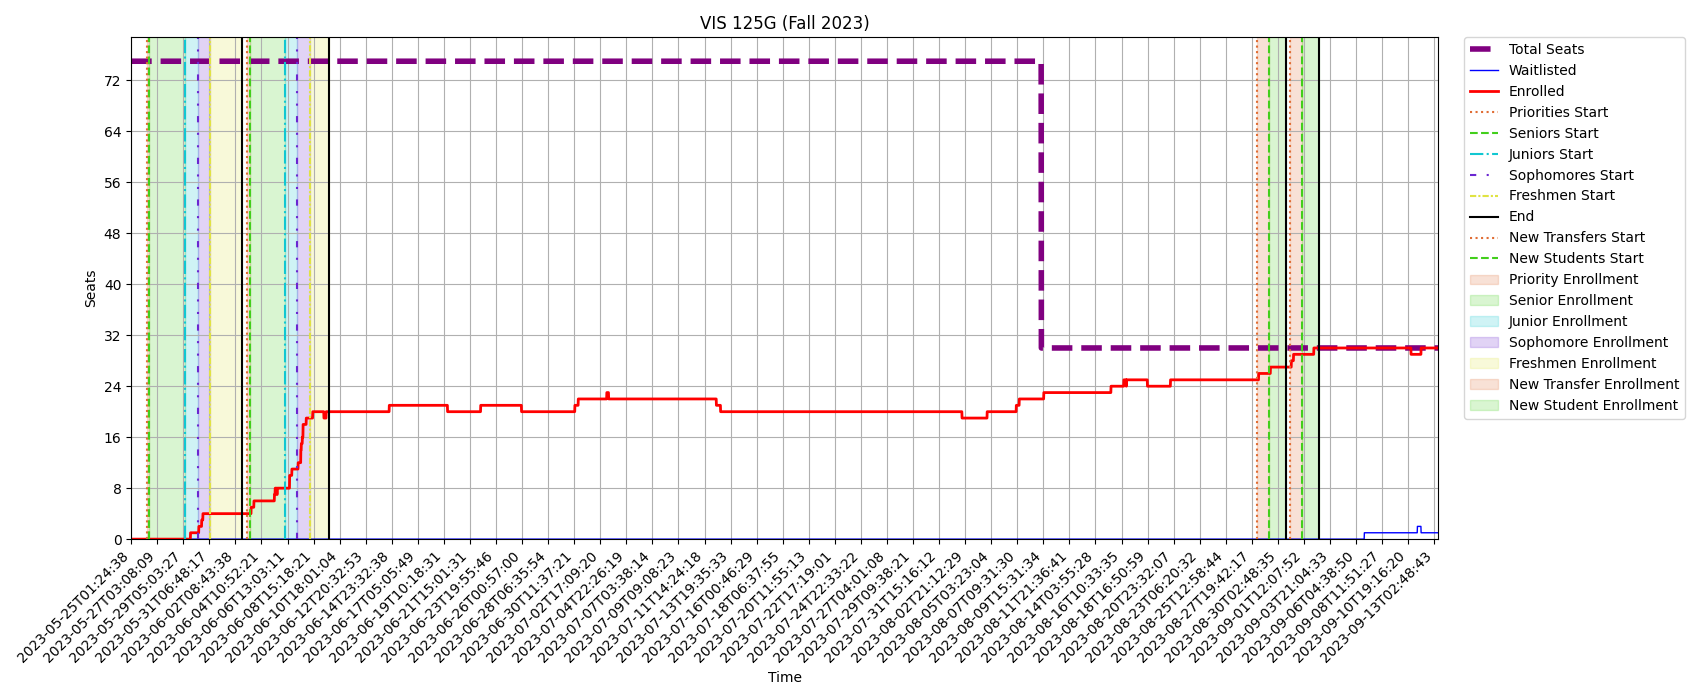 VIS 125G (Fall 2023)
Seats
72
64
56
48
40
32
24
16
8
0
2023-05-25T01:24:38
2023-05-27T03:08:09
2023-05-29T05:03:27
2023-05-31T06:48:17
2023-06-02T08:43:38
2023-06-04T10:52:21
2023-06-06T13:03:11
2023-06-08T15:18:21
2023-06-10T18:01:04
2023-06-12T20:32:53
2023-06-14T23:32:38
2023-06-17T05:05:49
2023-06-19T10:18:31
2023-06-21T15:01:31
2023-06-23T19:55:46
2023-06-26T00:57:00
2023-06-28T06:35:54
2023-06-30T11:37:21
2023-07-02T17:09:20
2023-07-04T22:26:19
2023-07-07T03:38:14
2023-07-09T09:08:23
2023-07-11T14:24:18
2023-07-13T19:35:33
2023-07-16T00:46:29
2023-07-18T06:37:55
2023-07-20T11:55:13
2023-07-22T17:19:01
2023-07-24T22:33:22
2023-07-27T04:01:08
2023-07-29T09:38:21
2023-07-31T15:16:12
2023-08-02T21:12:29
2023-08-05T03:23:04
2023-08-07T09:31:30
2023-08-09T15:31:34
2023-08-11T21:36:41
2023-08-14T03:55:28
2023-08-16T10:33:35
2023-08-18T16:50:59
2023-08-20T23:32:07
2023-08-23T06:20:32
2023-08-25T12:58:44
2023-08-27T19:42:17
2023-08-30T02:48:35
2023-09-01T12:07:52
2023-09-03T21:04:33
2023-09-06T04:38:50
2023-09-08T11:51:27
2023-09-10T19:16:20
2023-09-13T02:48:43
Time
Total Seats
Waitlisted
Enrolled
Priorities Start
Seniors Start
Juniors Start
Sophomores Start
Freshmen Start
End
New Transfers Start
New Students Start
Priority Enrollment
Senior Enrollment
Junior Enrollment
Sophomore Enrollment
Freshmen Enrollment
New Transfer Enrollment
New Student Enrollment